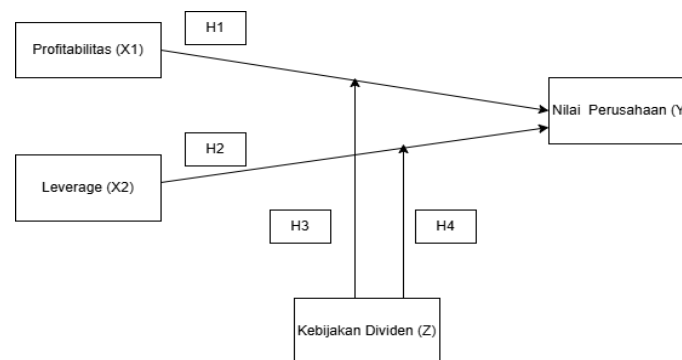 H1
Profitabilitas (X1)
Nilai Perusahaan (Y
H2
Leverage (X2)
H3
H4
Kebijakan Dividen (Z)